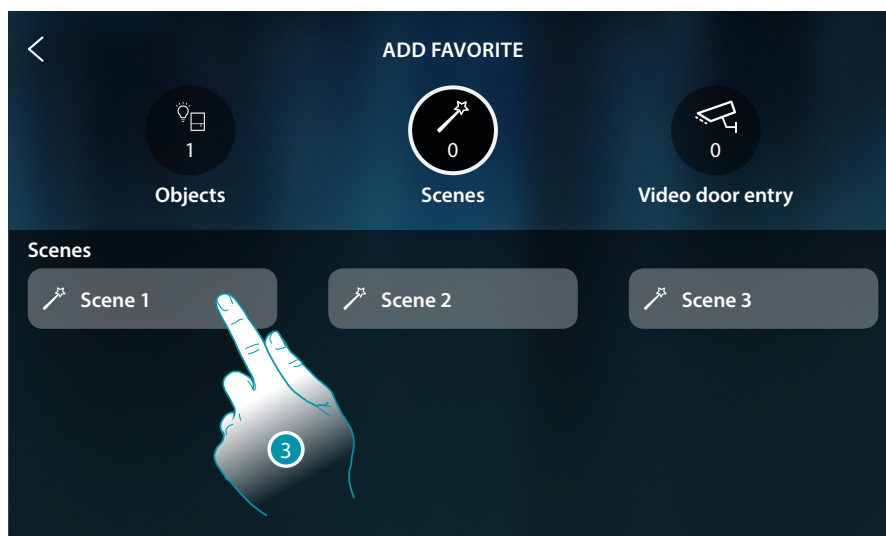 ADD FAVORITE
1 0 0
Objects Scenes Video door entry
Scenes
Scene 1 Scene 2 Scene 3
3